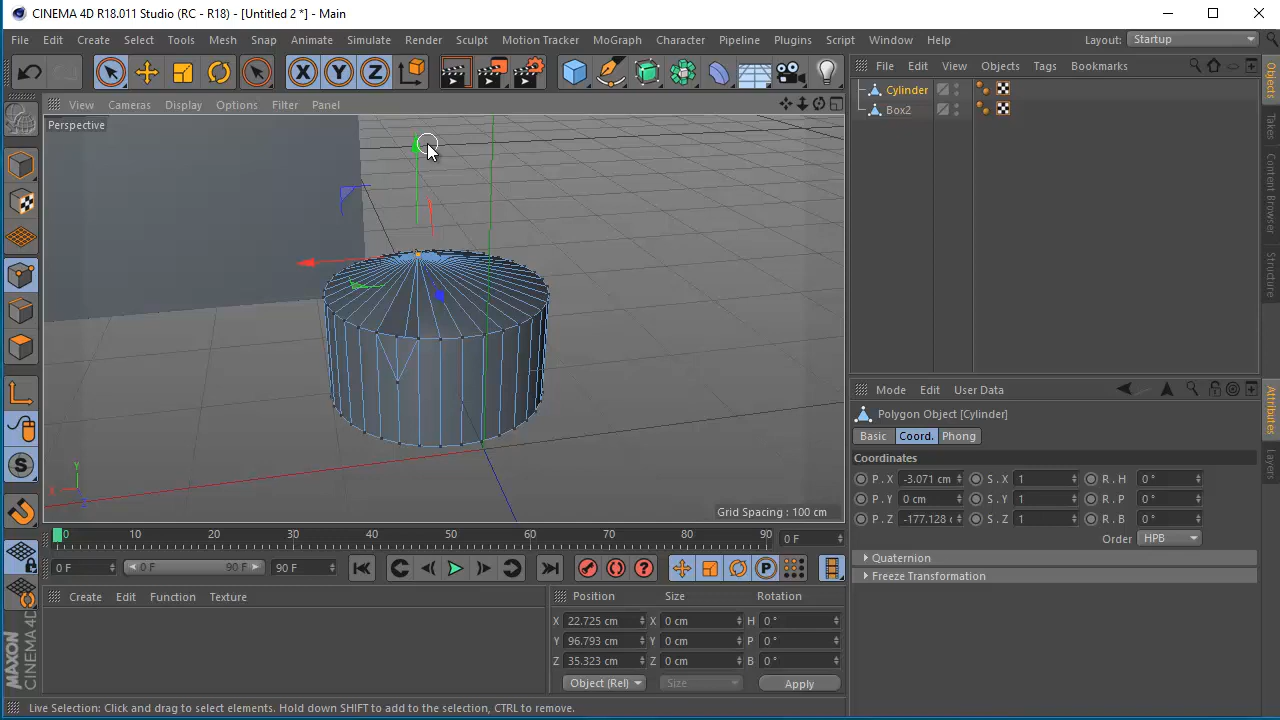 CINEMA 4D R18.011 Studio (RC - R18) - [Untitled 2 *] - Main
File Edit Create Select Tools Mesh Snap Animate Simulate Render Sculpt Motion Tracker MoGraph Character Pipeline Plugins Script Window Help Layout: Startup
X Y Z
File Edit View Objects Tags Bookmarks
View Cameras Display Options Filter Panel
Perspective
Cylinder
Box2
Objects
Takes
Content Browser
Structure
Mode Edit User Data
Polygon Object [Cylinder]
Basic Coord. Phong
Coordinates
P . X -3.071 cm S . X 1 R . H 0 °
P . Y 0 cm S . Y 1 R . P 0 °
P . Z -177.128 c S . Z 1 R . B 0 °
Order HPB
Quaternion
Freeze Transformation
Attributes
Layers
Y
X
Z
Grid Spacing : 100 cm
0 10 20 30 40 50 60 70 80 90 0 F
0 F 0 F 90 F 90 F
Create Edit Function Texture
Position Size Rotation
X 22.725 cm X 0 cm H 0 °
Y 96.793 cm Y 0 cm P 0 °
Z 35.323 cm Z 0 cm B 0 °
Object (Rel) Size Apply
MAXON
CINEMA 4D
Live Selection: Click and drag to select elements. Hold down SHIFT to add to the selection, CTRL to remove.